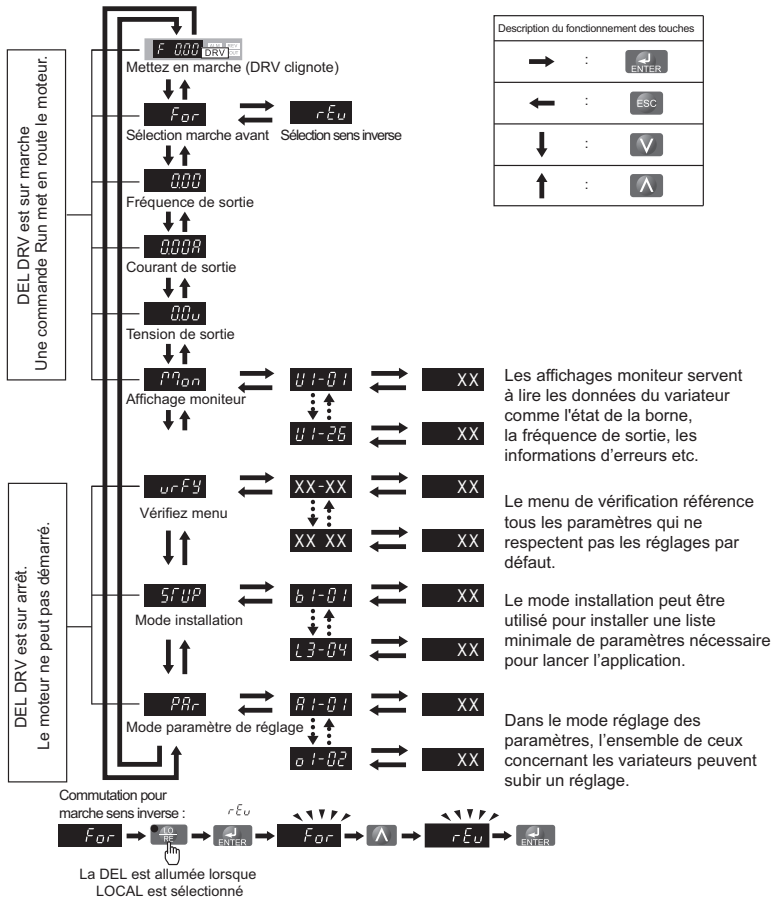 Description du fonctionnement des touches
→ : ENTER
← : ESC
↓ : V
↑ : Λ
DEL DRV est sur marche
Une commande Run met en route le moteur.
F 0.00 ALM REV DRV OUT
Mettez en marche (DRV clignote)
For rEv
Sélection marche avant Sélection sens inverse
0.00
Fréquence de sortie
0.00A
Courant de sortie
0.0v
Tension de sortie
Mon U1-01 XX
Affichage moniteur
U1-26 XX
Les affichages moniteur servent
à lire les données du variateur
comme l'état de la borne,
la fréquence de sortie, les
informations d'erreurs etc.
DEL DRV est sur arrêt.
Le moteur ne peut pas démarré.
vrFY XX-XX XX
Vérifiez menu
XX XX XX
Le menu de vérification référence
tous les paramètres qui ne
respectent pas les réglages par
défaut.
STUP b1-01 XX
Mode installation
L3-04 XX
Le mode installation peut être
utilisé pour installer une liste
minimale de paramètres nécessaire
pour lancer l'application.
PAr A1-01 XX
Mode paramètre de réglage
o1-02 XX
Dans le mode réglage des
paramètres, l'ensemble de ceux
concernant les variateurs peuvent
subir un réglage.
Commutation pour
marche sens inverse :
rEv
For → LO RE → ENTER → For → Λ → rEv → ENTER
La DEL est allumée lorsque
LOCAL est sélectionné